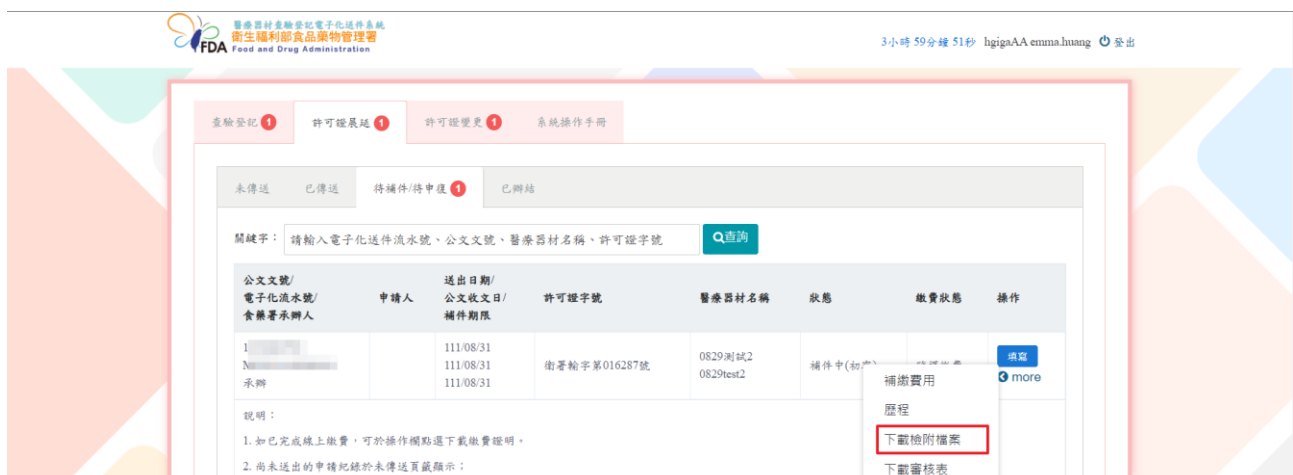 醫療器材查驗登記電子化送件系統
衛生福利部食品藥物管理署
FDA Food and Drug Administration
3小時 59分鐘 51秒 hgigaAA emma.huang 登出
查驗登記 1 許可證展延 1 許可證變更 1 系統操作手冊
未傳送 已傳送 待補件/待申復 1 已辦結
關鍵字： 請輸入電子化送件流水號、公文文號、醫療器材名稱、許可證字號 查詢
公文文號/
電子化流水號/
食藥署承辦人
申請人
送出日期/
公文收文日/
補件期限
許可證字號
醫療器材名稱
狀態
繳費狀態
操作
1
N
承辦
111/08/31
111/08/31
111/08/31
衛署輸字第016287號
0829測試2
0829test2
補件中(初
填寫
more
補繳費用
歷程
下載檢附檔案
下載審核表
說明：
1. 如已完成線上繳費，可於操作欄點選下載繳費證明。
2. 尚未送出的申請紀錄於未傳送頁籤顯示；